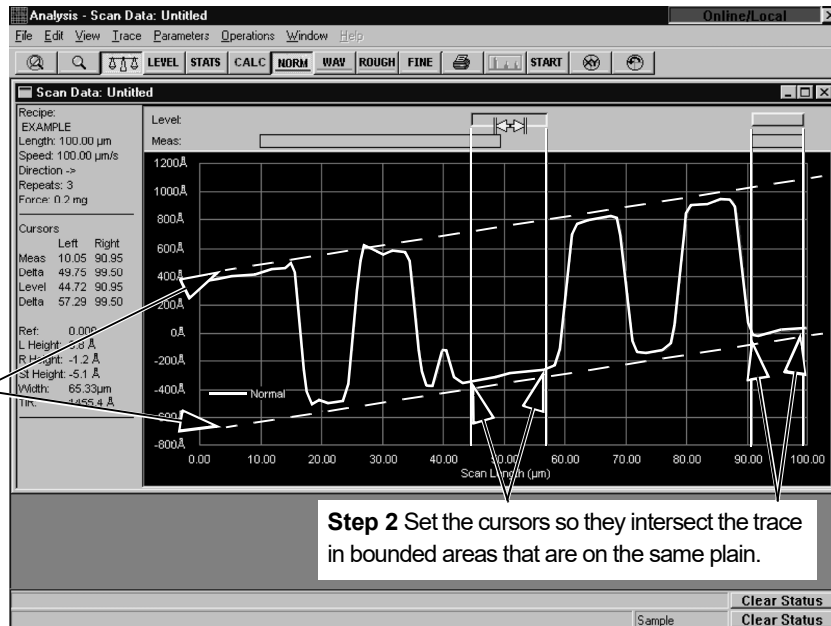 Analysis - Scan Data: Untitled
Online/Local
File Edit View Trace Parameters Operations Window Help
LEVEL STATS CALC NORM WAV ROUGH FINE START
Scan Data: Untitled
Recipe:
EXAMPLE
Length: 100.00 µm
Speed: 100.00 µm/s
Direction ->
Repeats: 3
Force: 0.2 mg
Cursors
Left Right
Meas 10.05 90.95
Delta 49.75 99.50
Level 44.72 90.95
Delta 57.29 99.50
Ref: 0.000
L Height: Å
R Height: -1.2 Å
St Height: -5.1 Å
Width: 65.33µm
TIR: 1455.4 Å
Level:
Meas:
1200Å
1000Å
800Å
600Å
400Å
200Å
0Å
-200Å
-400Å
-600Å
-800Å
Normal
0.00 10.00 20.00 30.00 40.00 50.00 60.00 70.00 80.00 90.00 100.00
Scan Length (µm)
Step 2 Set the cursors so they intersect the trace
in bounded areas that are on the same plain.
Clear Status
Sample Clear Status